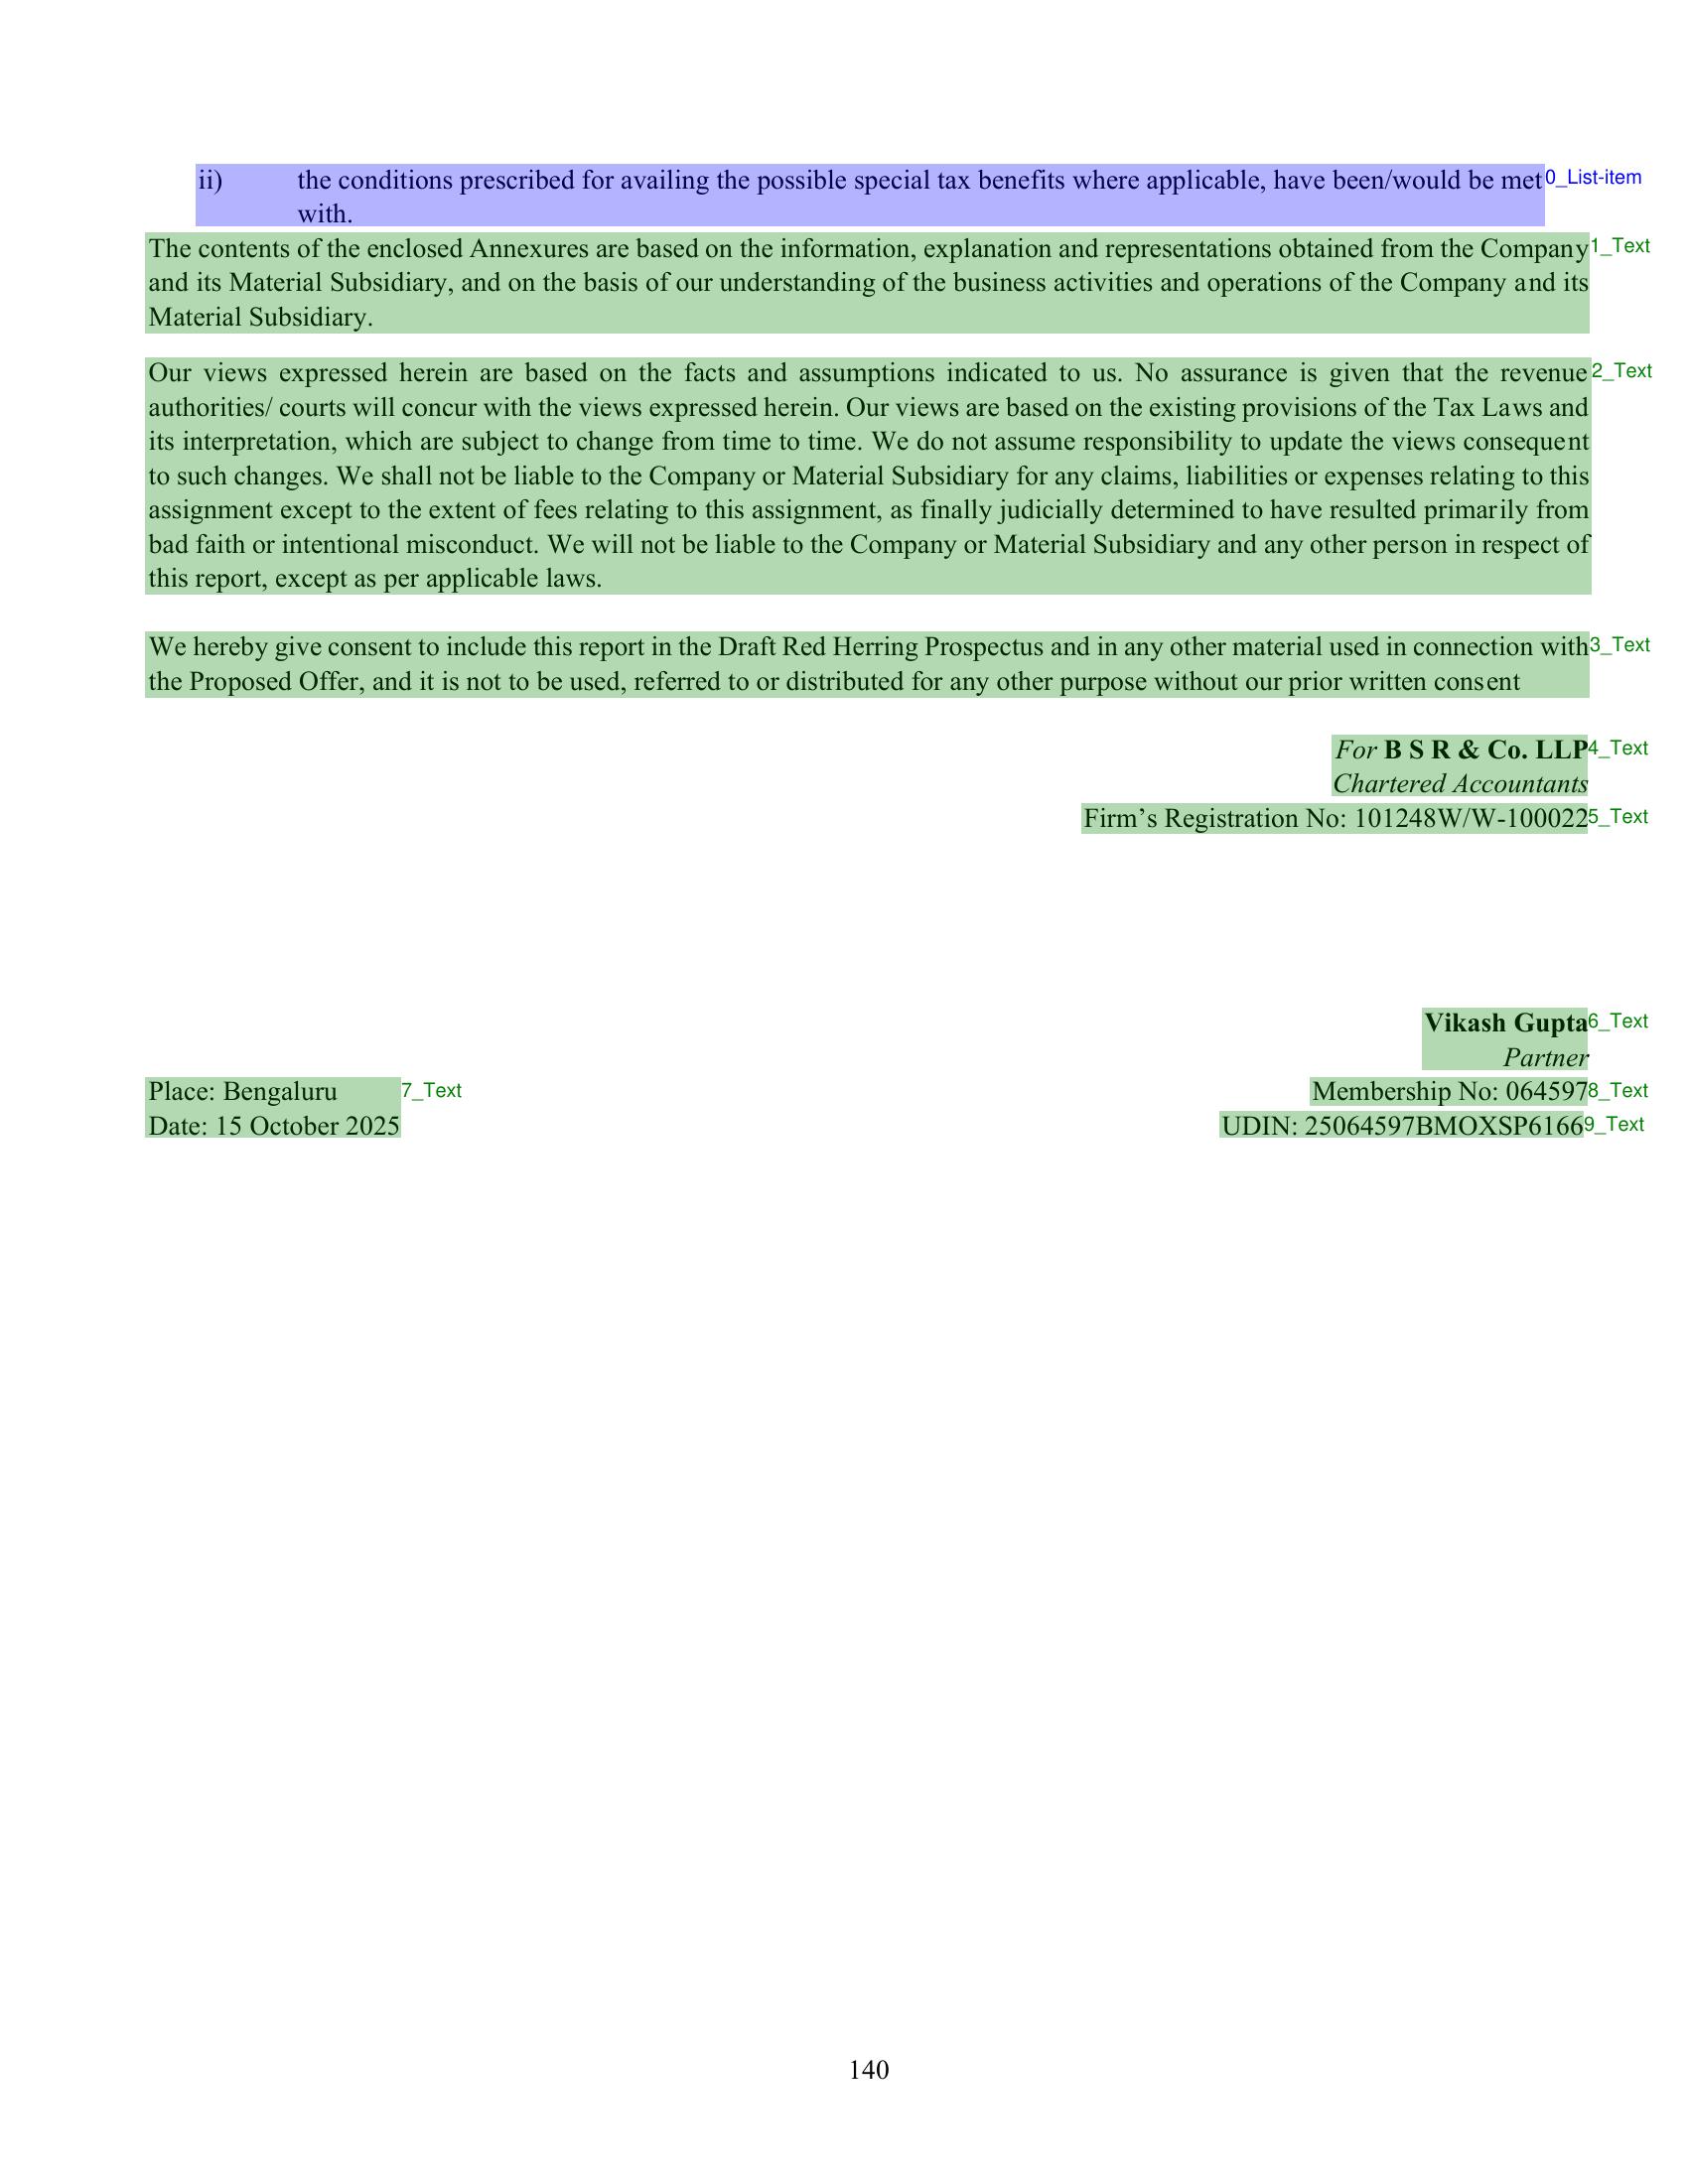 ii) the conditions prescribed for availing the possible special tax benefits where applicable, have been/would be met 0_List-item
with.
The contents of the enclosed Annexures are based on the information, explanation and representations obtained from the Company 1_Text
and its Material Subsidiary, and on the basis of our understanding of the business activities and operations of the Company and its
Material Subsidiary.
Our views expressed herein are based on the facts and assumptions indicated to us. No assurance is given that the revenue 2_Text
authorities/ courts will concur with the views expressed herein. Our views are based on the existing provisions of the Tax Laws and
its interpretation, which are subject to change from time to time. We do not assume responsibility to update the views consequent
to such changes. We shall not be liable to the Company or Material Subsidiary for any claims, liabilities or expenses relating to this
assignment except to the extent of fees relating to this assignment, as finally judicially determined to have resulted primarily from
bad faith or intentional misconduct. We will not be liable to the Company or Material Subsidiary and any other person in respect of
this report, except as per applicable laws.
We hereby give consent to include this report in the Draft Red Herring Prospectus and in any other material used in connection with 3_Text
the Proposed Offer, and it is not to be used, referred to or distributed for any other purpose without our prior written consent
For B S R & Co. LLP 4_Text
Chartered Accountants
Firm’s Registration No: 101248W/W-100022 5_Text
Vikash Gupta 6_Text
Partner
Place: Bengaluru 7_Text Membership No: 064597 8_Text
Date: 15 October 2025 UDIN: 25064597BMOXSP6166 9_Text
140